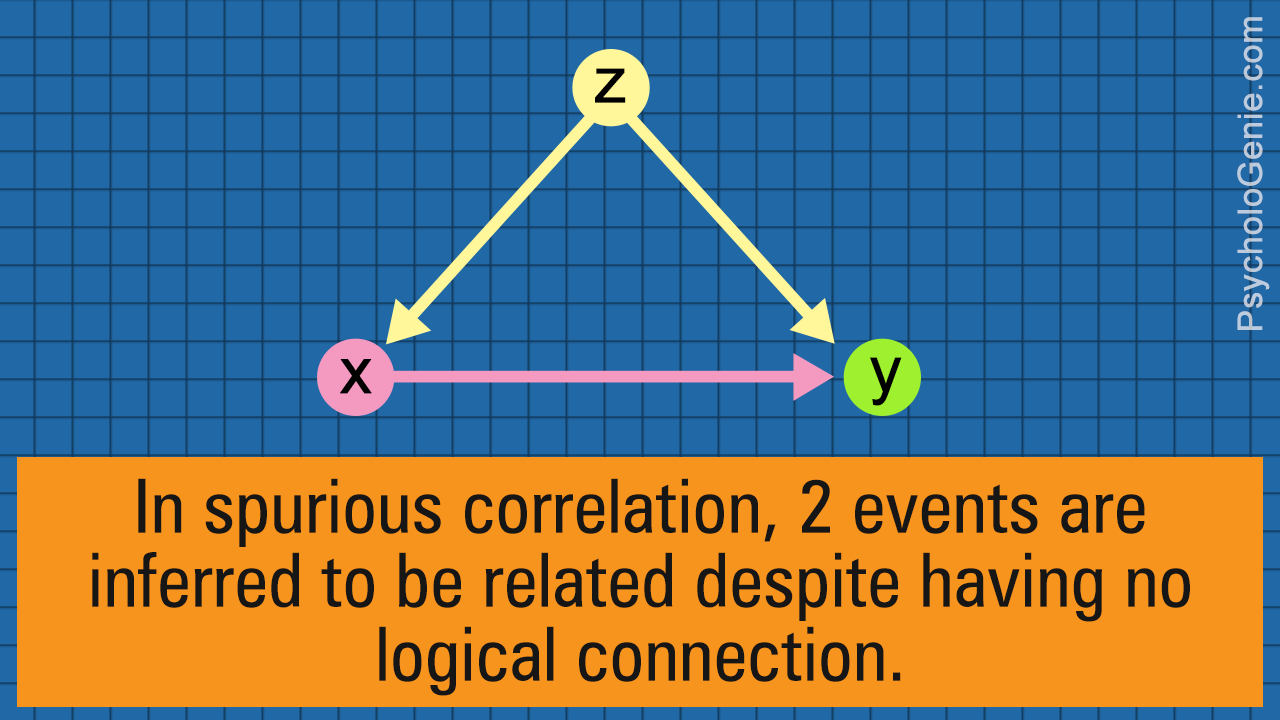 z
x
y
In spurious correlation, 2 events are
inferred to be related despite having no
logical connection.
PsycholoGenie.com